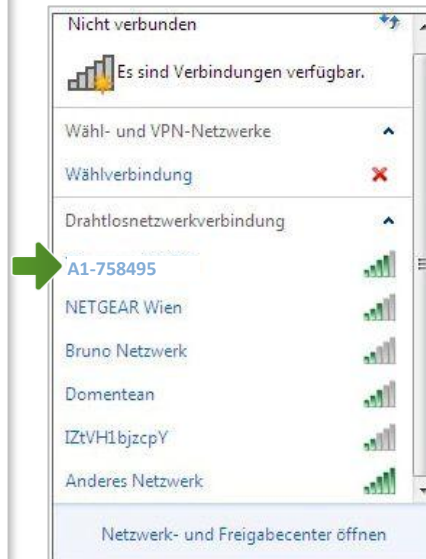 Nicht verbunden
Es sind Verbindungen verfügbar.
Wähl- und VPN-Netzwerke
Wählverbindung
Drahtlosnetzwerkverbindung
A1-758495
NETGEAR Wien
Bruno Netzwerk
Domentean
IZtVH1bjzcpY
Anderes Netzwerk
Netzwerk- und Freigabecenter öffnen